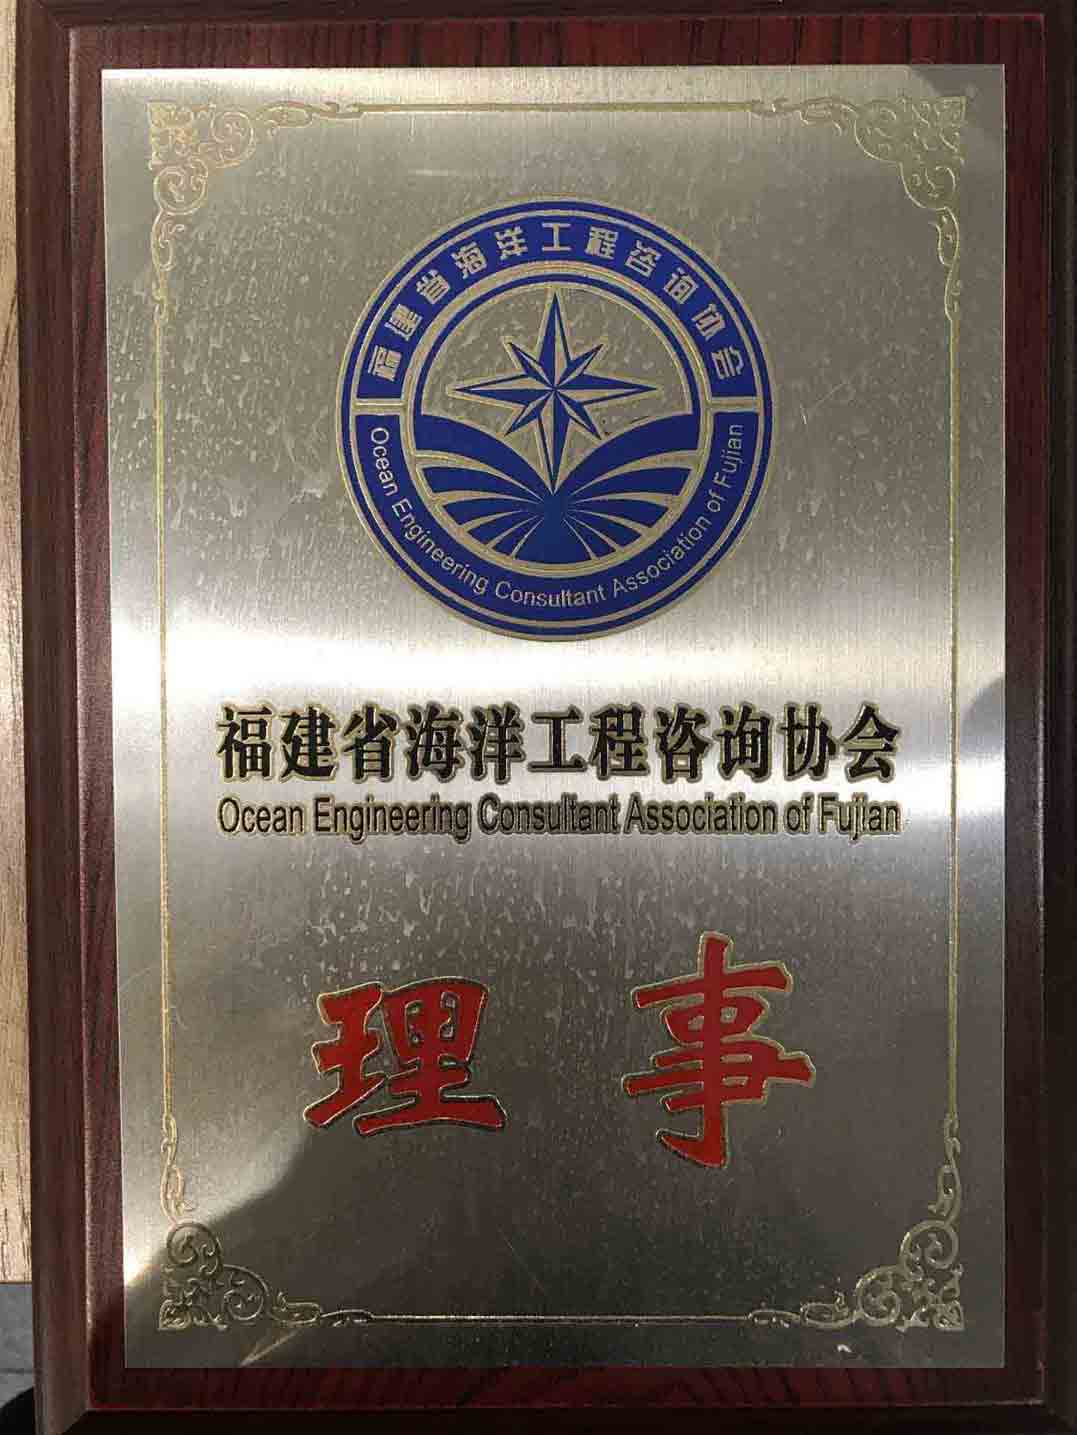 福建省海洋工程咨询协会
Ocean Engineering Consultant Association of Fujian
福建省海洋工程咨询协会
Ocean Engineering Consultant Association of Fujian
理事